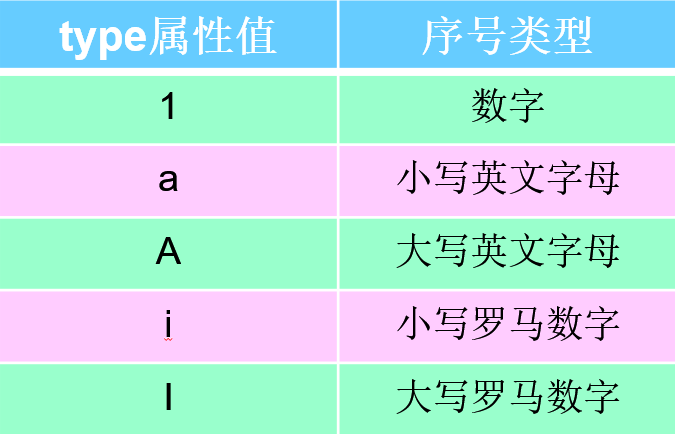 type属性值 序号类型
1 数字
a 小写英文字母
A 大写英文字母
i 小写罗马数字
I 大写罗马数字